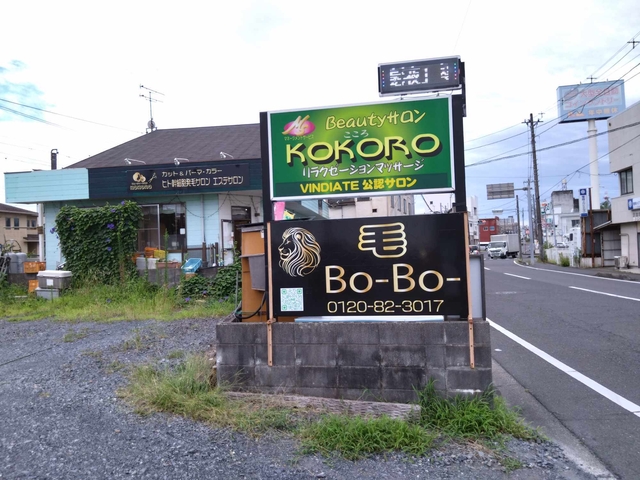 Beautyサロン
こころ
KOKORO
リラクゼーションマッサージ
VINDIATE 公認サロン
Bo-Bo-
0120-82-3017
カット&パーマ・カラー
ヒト幹細胞発毛サロン エステサロン